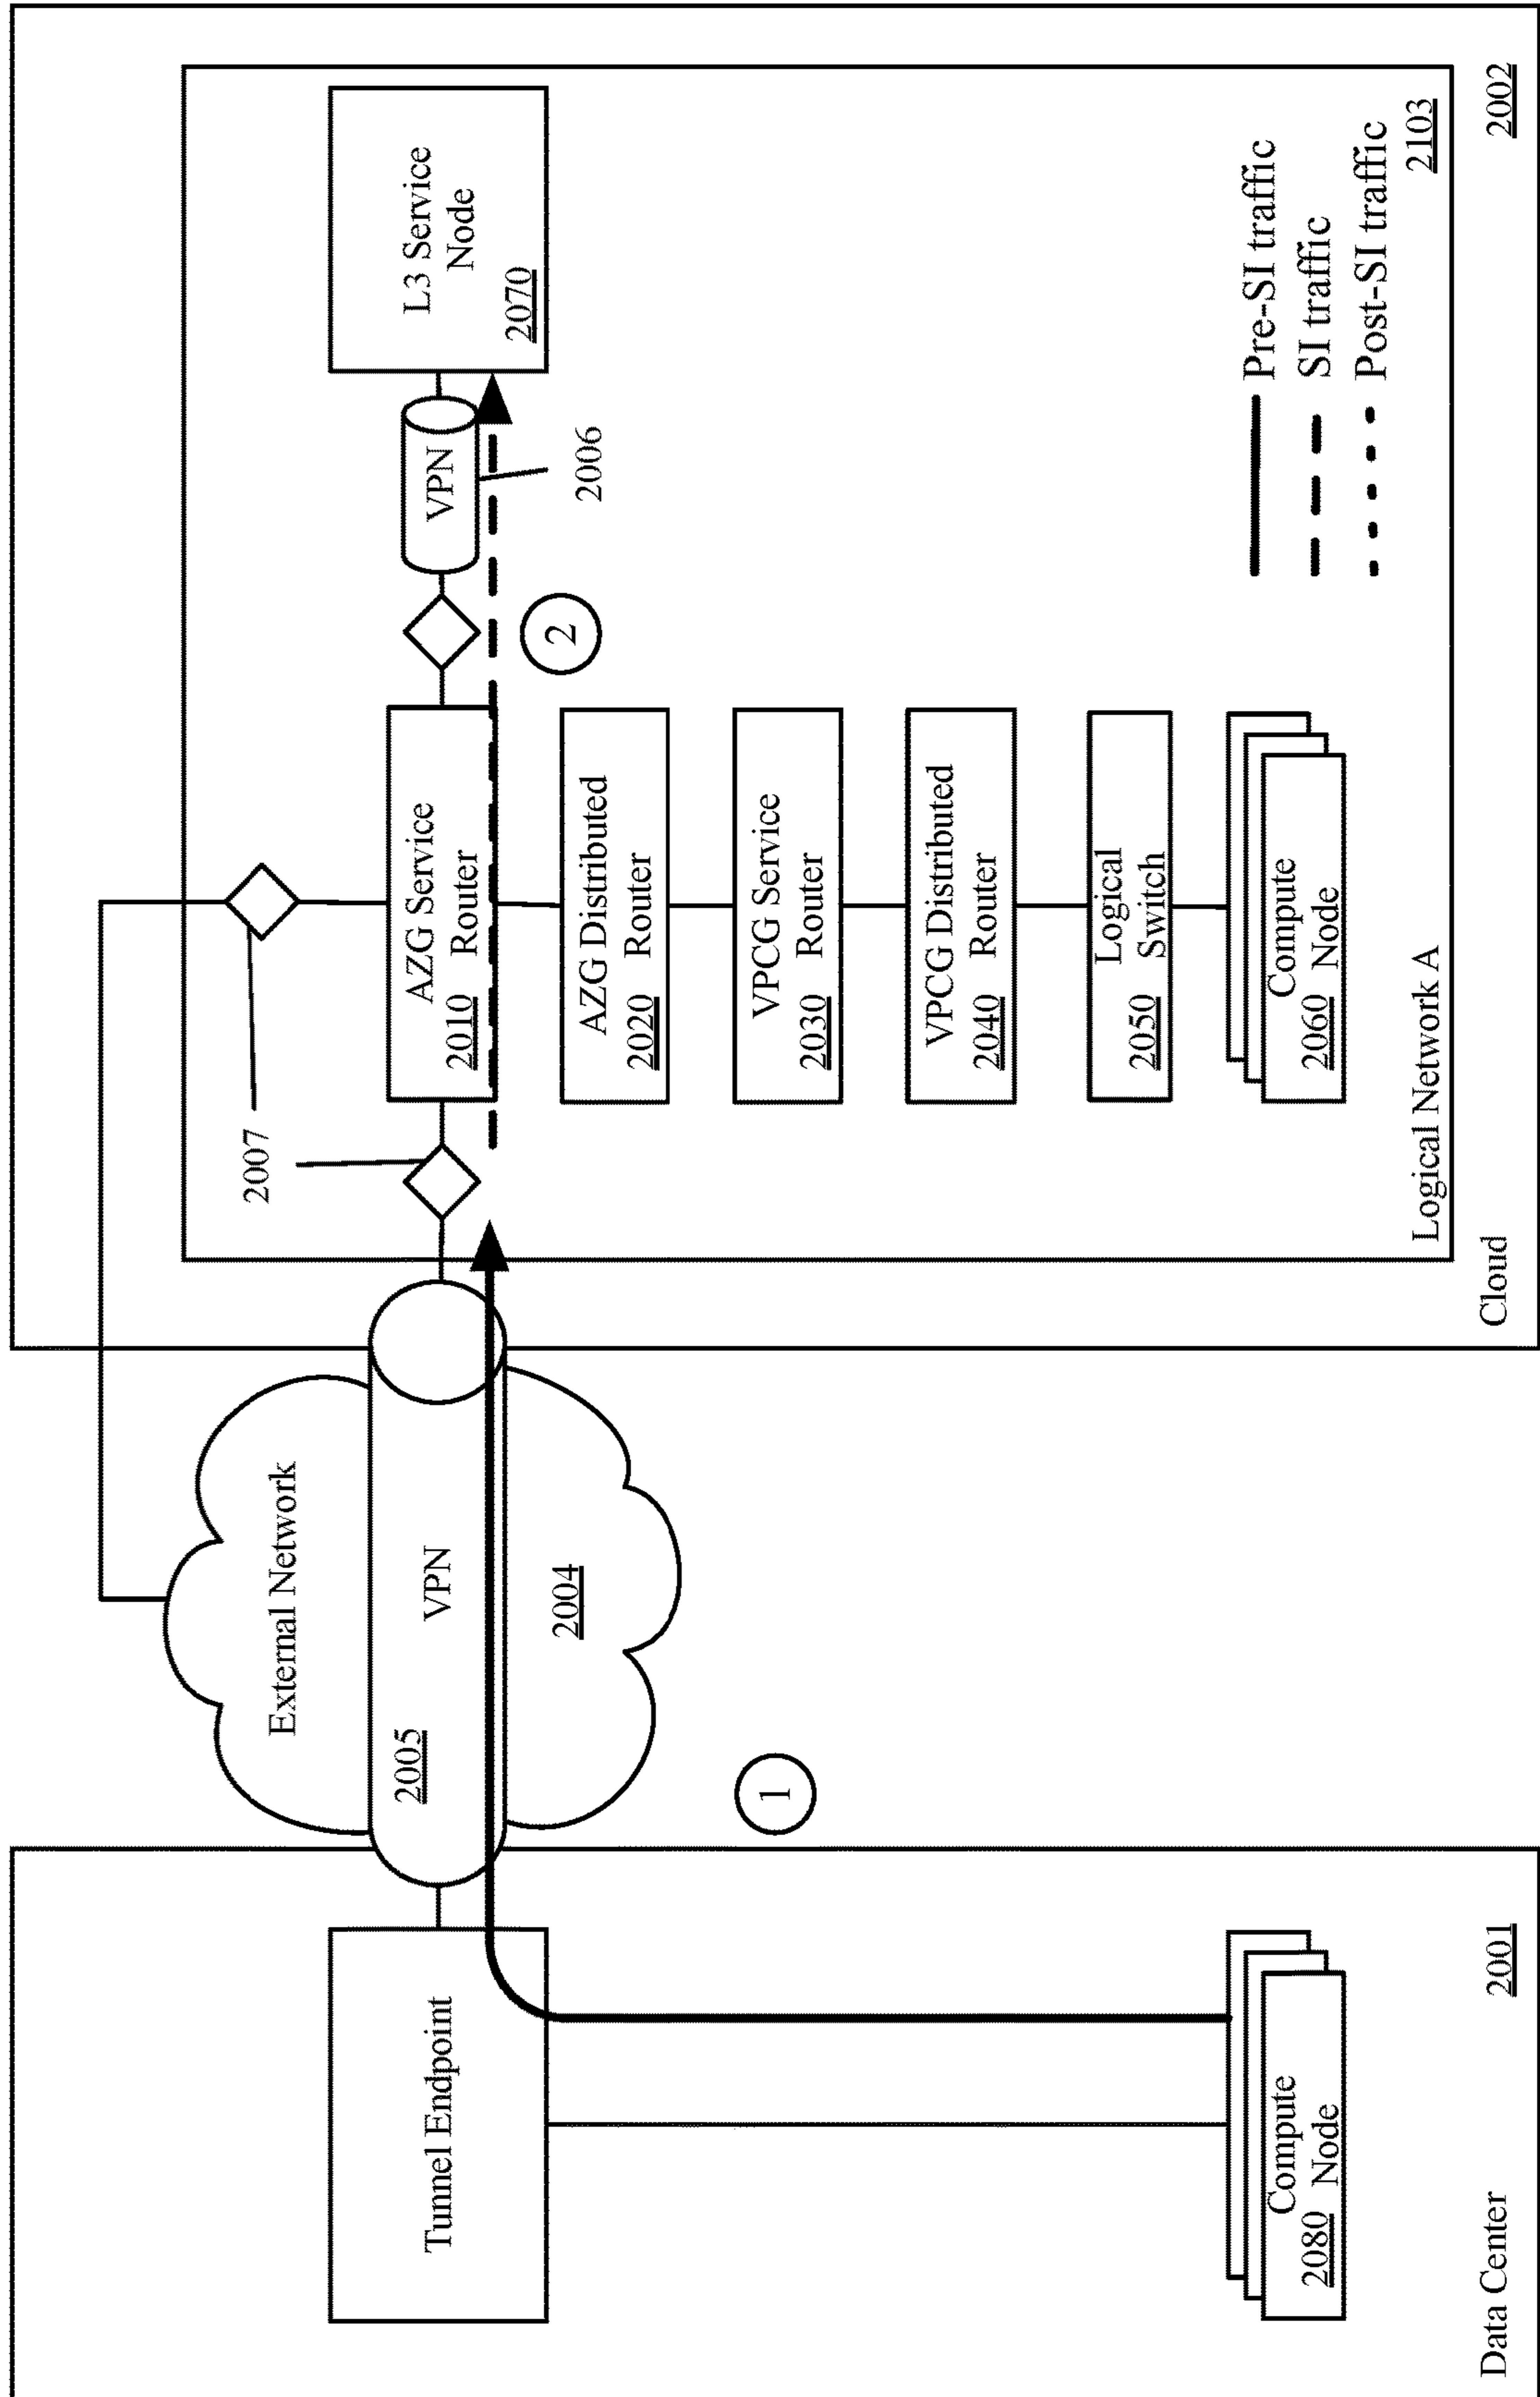 Data Center
2001
Tunnel Endpoint
Compute
Node
2080
1
External Network
VPN
2005
2004
Cloud
2002
Logical Network A
2103
2007
AZG Service
Router
2010
AZG Distributed
Router
2020
VPCG Service
Router
2030
VPCG Distributed
Router
2040
Logical
Switch
2050
Compute
Node
2060
2
VPN
2006
L3 Service
Node
2070
Pre-SI traffic
SI traffic
Post-SI traffic